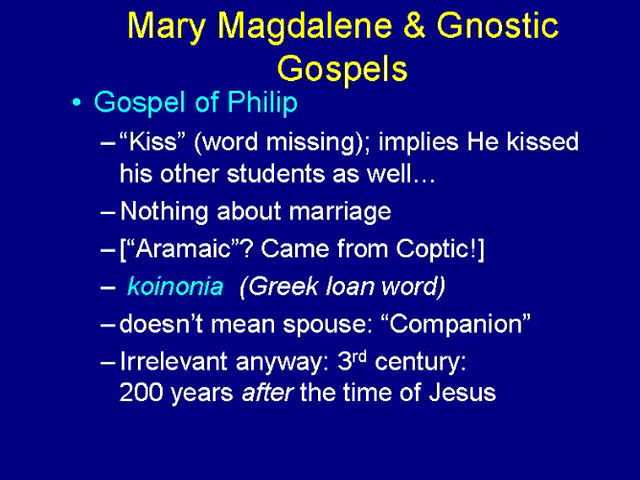 Mary Magdalene & Gnostic
Gospels
• Gospel of Philip
– “Kiss” (word missing); implies He kissed
his other students as well…
– Nothing about marriage
– [“Aramaic”? Came from Coptic!]
– koinonia (Greek loan word)
– doesn’t mean spouse: “Companion”
– Irrelevant anyway: 3rd century:
200 years after the time of Jesus